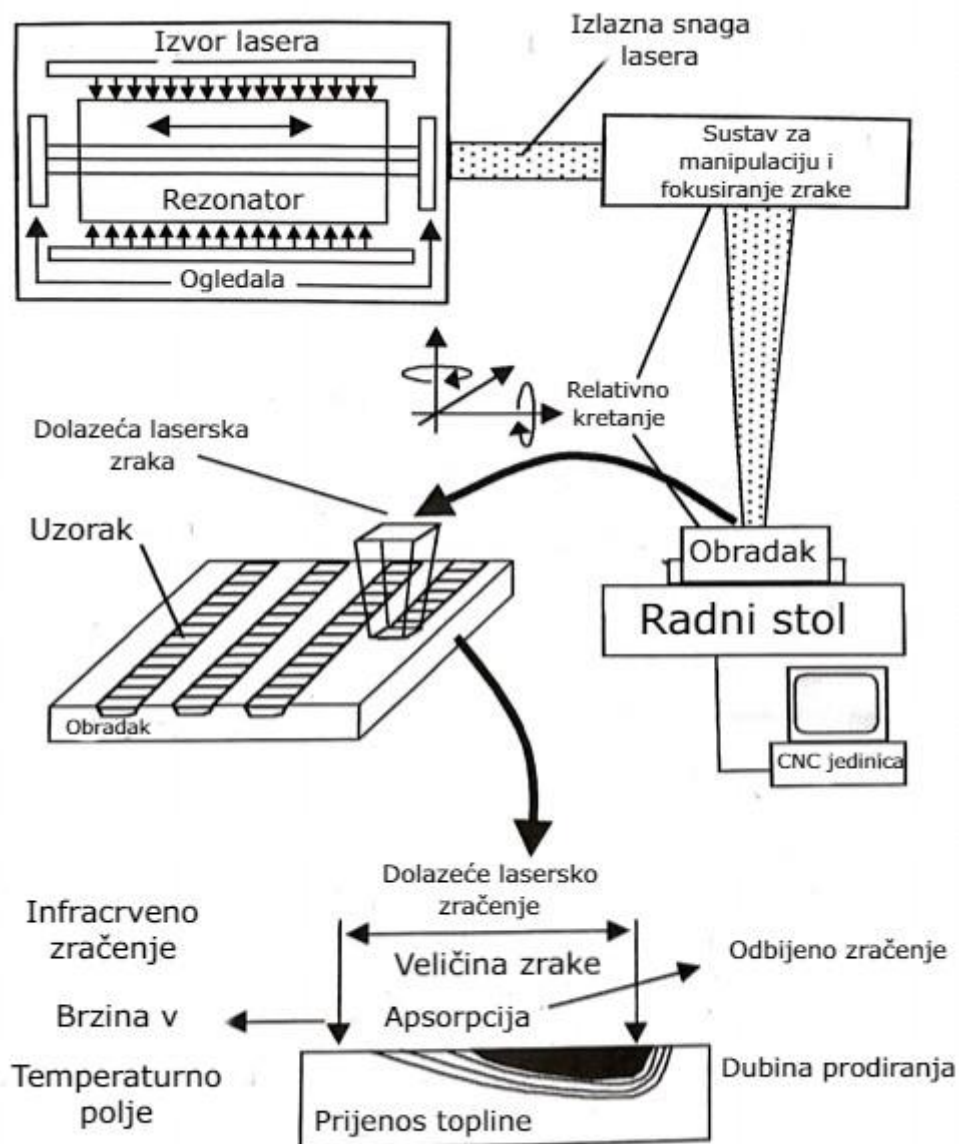 Izvor lasera
Izlazna snaga
lasera
Sustav za
manipulaciju i
fokusiranje zrake
Rezonator
Ogledala
Relativno
kretanje
Dolazeća laserska
zraka
Uzorak
Obradak
Radni stol
Obradak
CNC jedinica
Dolazeće lasersko
zračenje
Infracrveno
zračenje
Veličina zrake
Odbijeno zračenje
Brzina v
Apsorpcija
Temperaturno
polje
Dubina prodiranja
Prijenos topline